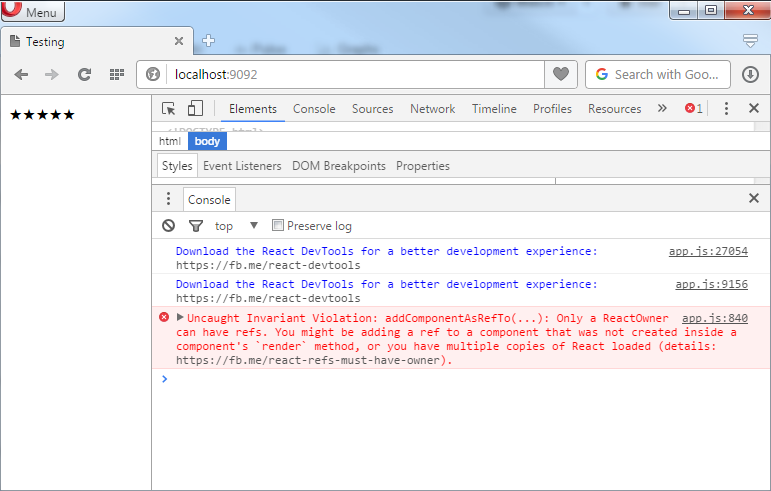 Menu
Testing
localhost:9092
Search with Goo...
★★★★★
Elements Console Sources Network Timeline Profiles Resources » 1
<!DOCTYPE html>
html body
Styles Event Listeners DOM Breakpoints Properties
Console
top Preserve log
Download the React DevTools for a better development experience: app.js:27054
https://fb.me/react-devtools
Download the React DevTools for a better development experience: app.js:9156
https://fb.me/react-devtools
Uncaught Invariant Violation: addComponentAsRefTo(...): Only a ReactOwner app.js:840
can have refs. You might be adding a ref to a component that was not created inside a
component's `render` method, or you have multiple copies of React loaded (details:
https://fb.me/react-refs-must-have-owner).